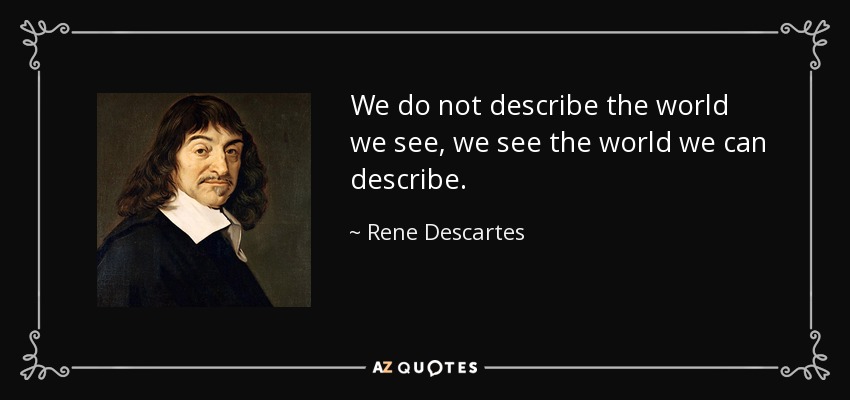 We do not describe the world
we see, we see the world we can
describe.
~ Rene Descartes
AZ QUOTES